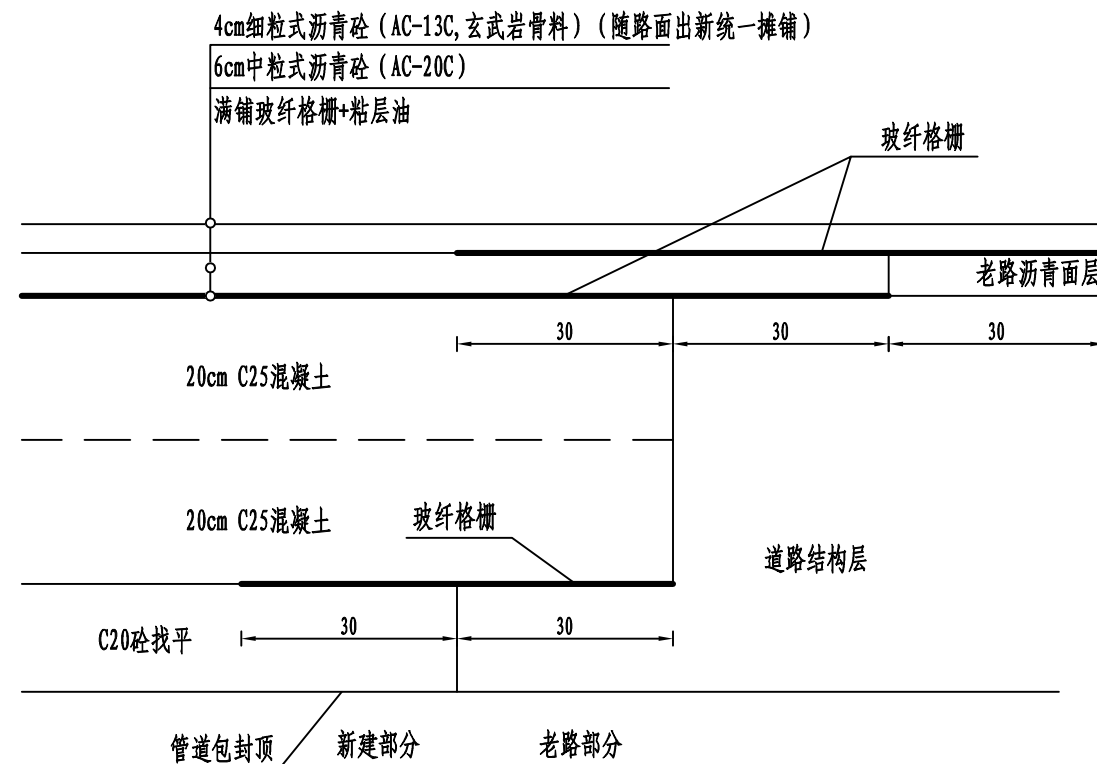 4cm细粒式沥青砼（AC-13C,玄武岩骨料）（随路面出新统一摊铺）
6cm中粒式沥青砼（AC-20C）
满铺玻纤格栅+粘层油
玻纤格栅
老路沥青面层
30
30
30
20cm C25混凝土
20cm C25混凝土
玻纤格栅
道路结构层
C20砼找平
30
30
管道包封顶
新建部分
老路部分